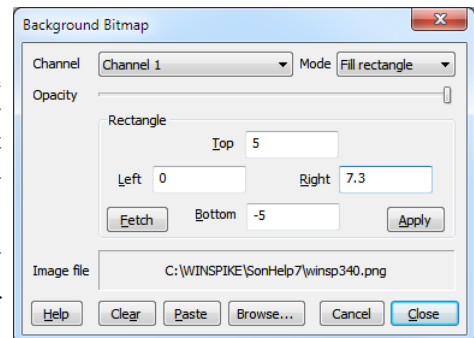 Background Bitmap
Channel Channel 1 Mode Fill rectangle
Opacity
Rectangle
Top 5
Left 0 Right 7.3
Fetch Bottom -5 Apply
Image file C:\WINSPIKE\SonHelp7\winsp340.png
Help Clear Paste Browse... Cancel Close